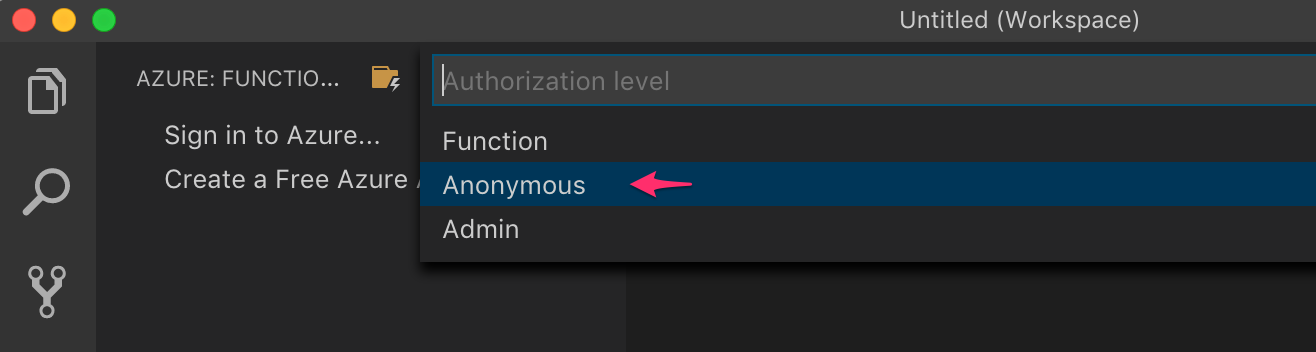 Untitled (Workspace)
AZURE: FUNCTIO...
Sign in to Azure...
Create a Free Azure
Authorization level
Function
Anonymous
Admin